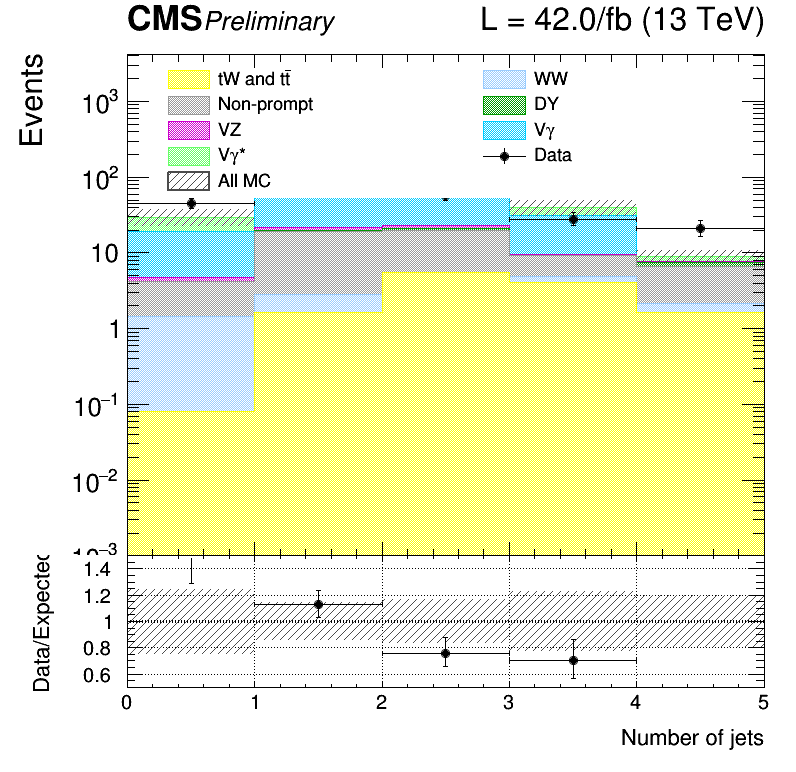 CMS Preliminary L = 42.0/fb (13 TeV)
Events
tW and tt̄ WW
Non-prompt DY
VZ Vγ
Vγ* Data
All MC
10³
10²
10
1
10⁻¹
10⁻²
Data/Expected
1.4
1.2
1
0.8
0.6
0 1 2 3 4 5
Number of jets